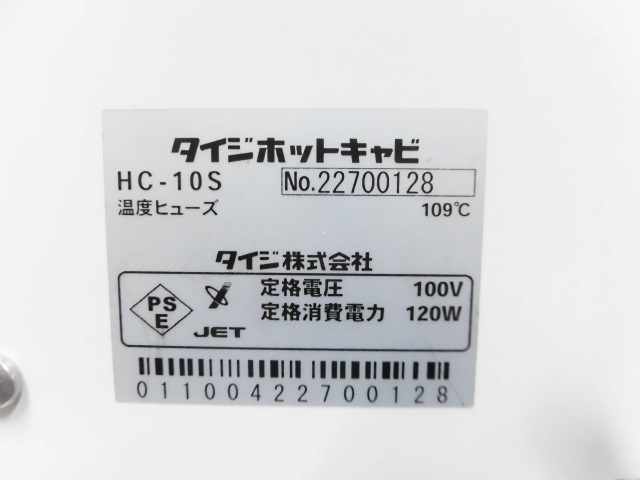 タイジホットキャビ
HC-10S No.22700128
温度ヒューズ 109℃
タイジ株式会社
PS
E
JET
定格電圧 100V
定格消費電力 120W
0110042270128